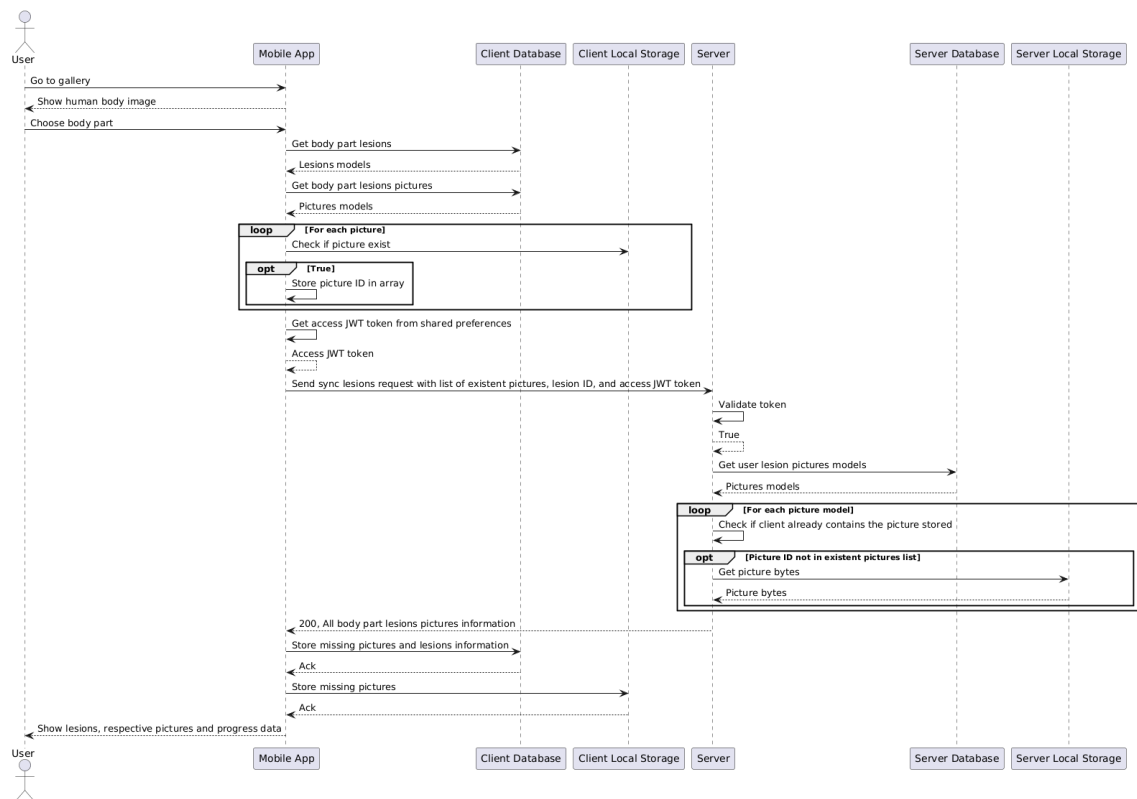 User
Mobile App
Client Database
Client Local Storage
Server
Server Database
Server Local Storage
Go to gallery
Show human body image
Choose body part
Get body part lesions
Lesions models
Get body part lesions pictures
Pictures models
loop [For each picture]
Check if picture exist
opt [True]
Store picture ID in array
Get access JWT token from shared preferences
Access JWT token
Send sync lesions request with list of existent pictures, lesion ID, and access JWT token
Validate token
True
Get user lesion pictures models
Pictures models
loop [For each picture model]
Check if client already contains the picture stored
opt [Picture ID not in existent pictures list]
Get picture bytes
Picture bytes
200, All body part lesions pictures information
Store missing pictures and lesions information
Ack
Store missing pictures
Ack
Show lesions, respective pictures and progress data
User
Mobile App
Client Database
Client Local Storage
Server
Server Database
Server Local Storage